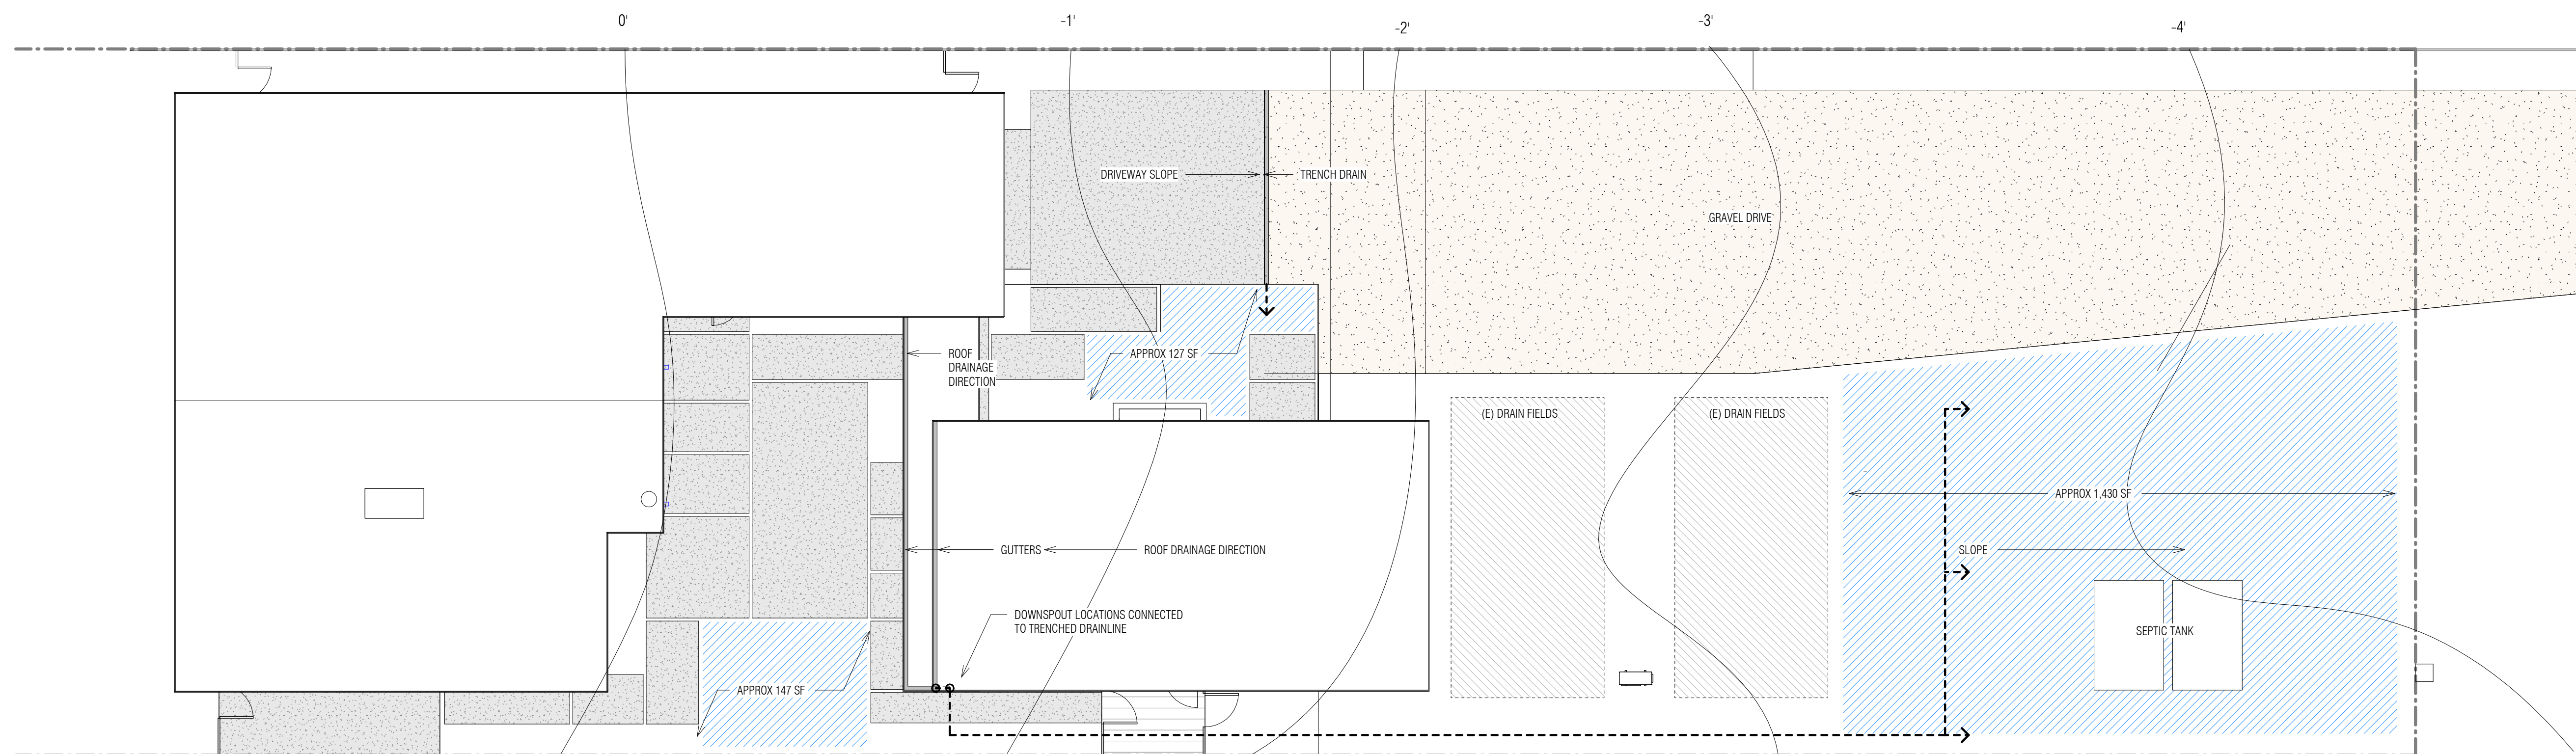 0'
-1'
-2'
-3'
-4'
DRIVEWAY SLOPE
TRENCH DRAIN
GRAVEL DRIVE
ROOF
DRAINAGE
DIRECTION
APPROX 127 SF
(E) DRAIN FIELDS
(E) DRAIN FIELDS
APPROX 1,430 SF
GUTTERS
ROOF DRAINAGE DIRECTION
SLOPE
DOWNSPOUT LOCATIONS CONNECTED
TO TRENCHED DRAINLINE
SEPTIC TANK
APPROX 147 SF